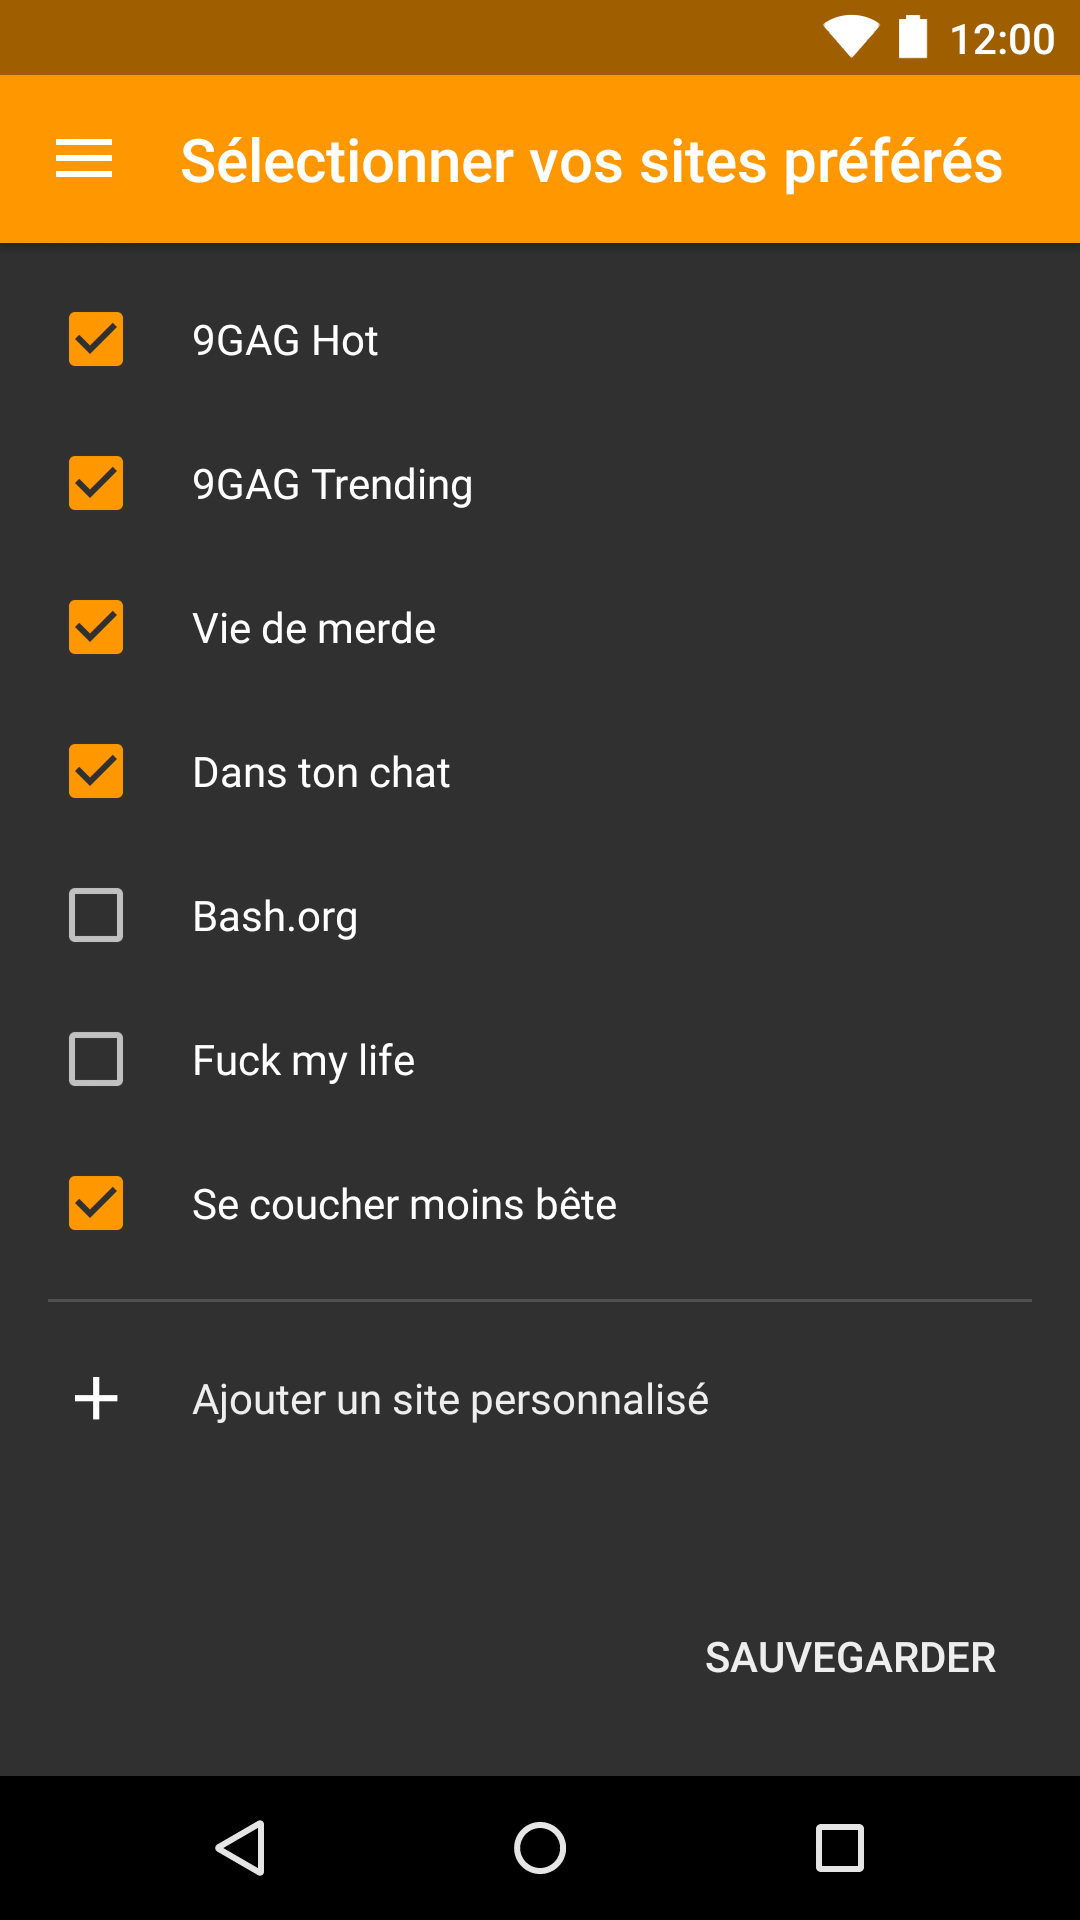 12:00
Sélectionner vos sites préférés
9GAG Hot
9GAG Trending
Vie de merde
Dans ton chat
Bash.org
Fuck my life
Se coucher moins bête
Ajouter un site personnalisé
SAUVEGARDER